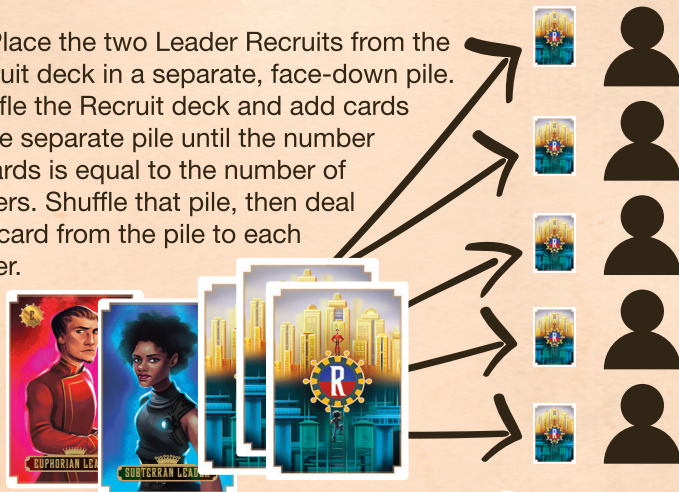 Place the two Leader Recruits from the
uit deck in a separate, face-down pile.
fle the Recruit deck and add cards
e separate pile until the number
ards is equal to the number of
ers. Shuffle that pile, then deal
card from the pile to each
er.
R
EUPHORIAN LEA
SUBTERRAN LEADE
R